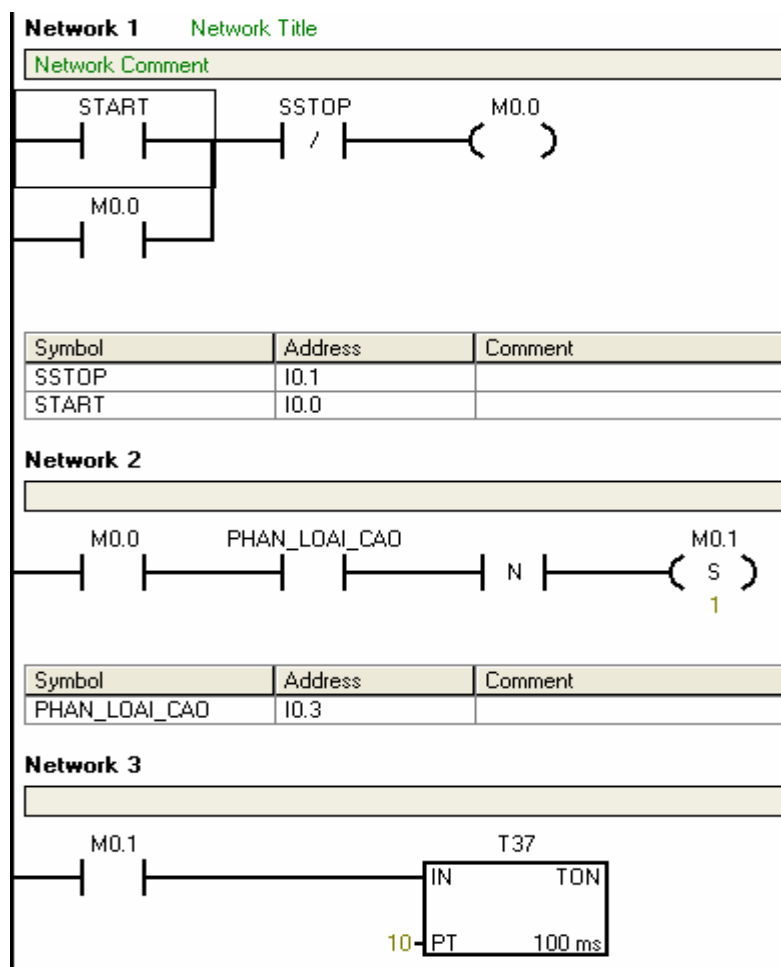 Network 1 Network Title
Network Comment
START SSTOP M0.0
/
M0.0
Symbol Address Comment
SSTOP I0.1
START I0.0
Network 2
M0.0 PHAN_LOAI_CAO M0.1
N S
1
Symbol Address Comment
PHAN_LOAI_CAO I0.3
Network 3
M0.1 T37
IN TON
10 PT 100 ms